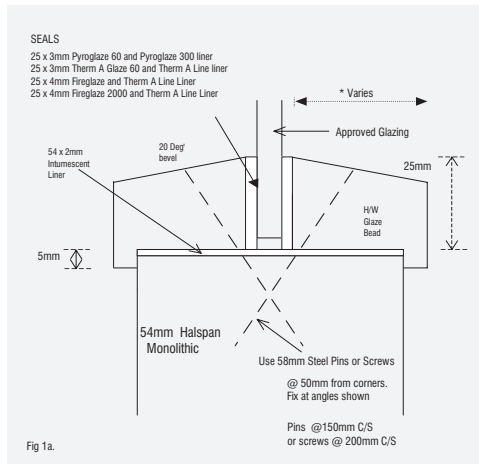 SEALS
25 x 3mm Pyroglaze 60 and Pyroglaze 300 liner
25 x 3mm Therm A Glaze 60 and Therm A Line liner
25 x 4mm Fireglaze and Therm A Line Liner
25 x 4mm Fireglaze 2000 and Therm A Line Liner
* Varies
Approved Glazing
54 x 2mm
Intumescent
Liner
20 Deg'
bevel
25mm
H/W
Glaze
Bead
5mm
54mm Halspan
Monolithic
Use 58mm Steel Pins or Screws
@ 50mm from corners.
Fix at angles shown
Pins @150mm C/S
or screws @ 200mm C/S
Fig 1a.